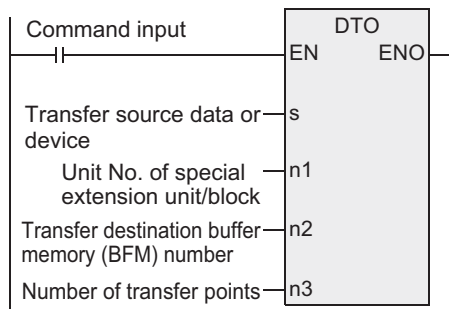 Command input
DTO
EN ENO
Transfer source data or
device
s
Unit No. of special
extension unit/block
n1
Transfer destination buffer
memory (BFM) number
n2
Number of transfer points
n3